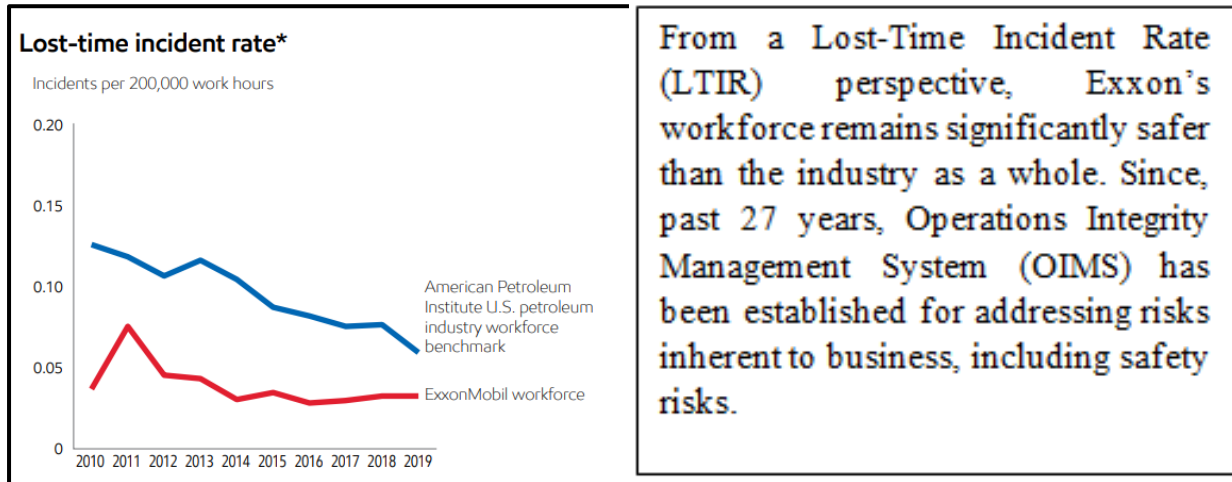 Lost-time incident rate*
Incidents per 200,000 work hours
0.20
0.15
0.10
0.05
0
2010 2011 2012 2013 2014 2015 2016 2017 2018 2019
American Petroleum
Institute U.S. petroleum
industry workforce
benchmark
ExxonMobil workforce
From a Lost-Time Incident Rate
(LTIR) perspective, Exxon's
workforce remains significantly safer
than the industry as a whole. Since,
past 27 years, Operations Integrity
Management System (OIMS) has
been established for addressing risks
inherent to business, including safety
risks.